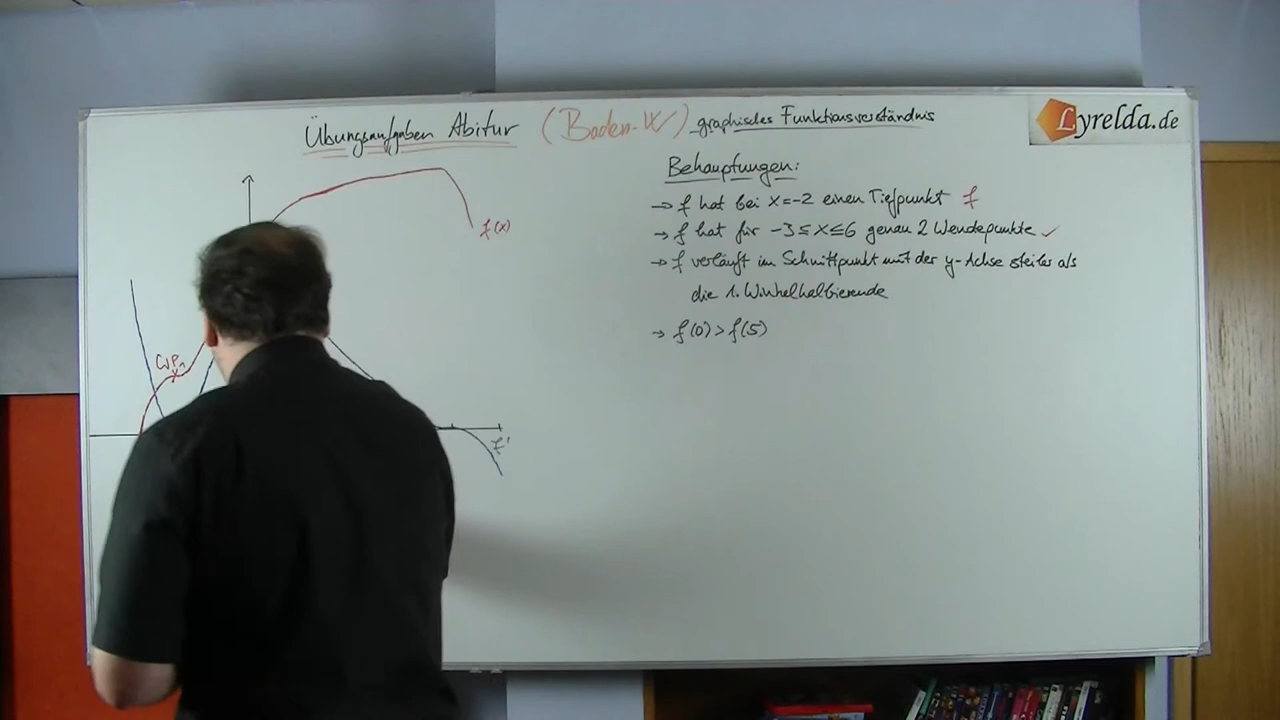 Übungsaufgaben Abitur (Baden-W) graphisches Funktionsverständnis
Lyrelda.de
Behauptungen:
→ f hat bei x=-2 einen Tiefpunkt f
→ f hat für -3≤x≤6 genau 2 Wendepunkte ✓
→ f verläuft im Schnittpunkt mit der y-Achse steiler als
die 1. Winkelhalbierende
→ f(0)>f(5)
f(x)
WP1
f'